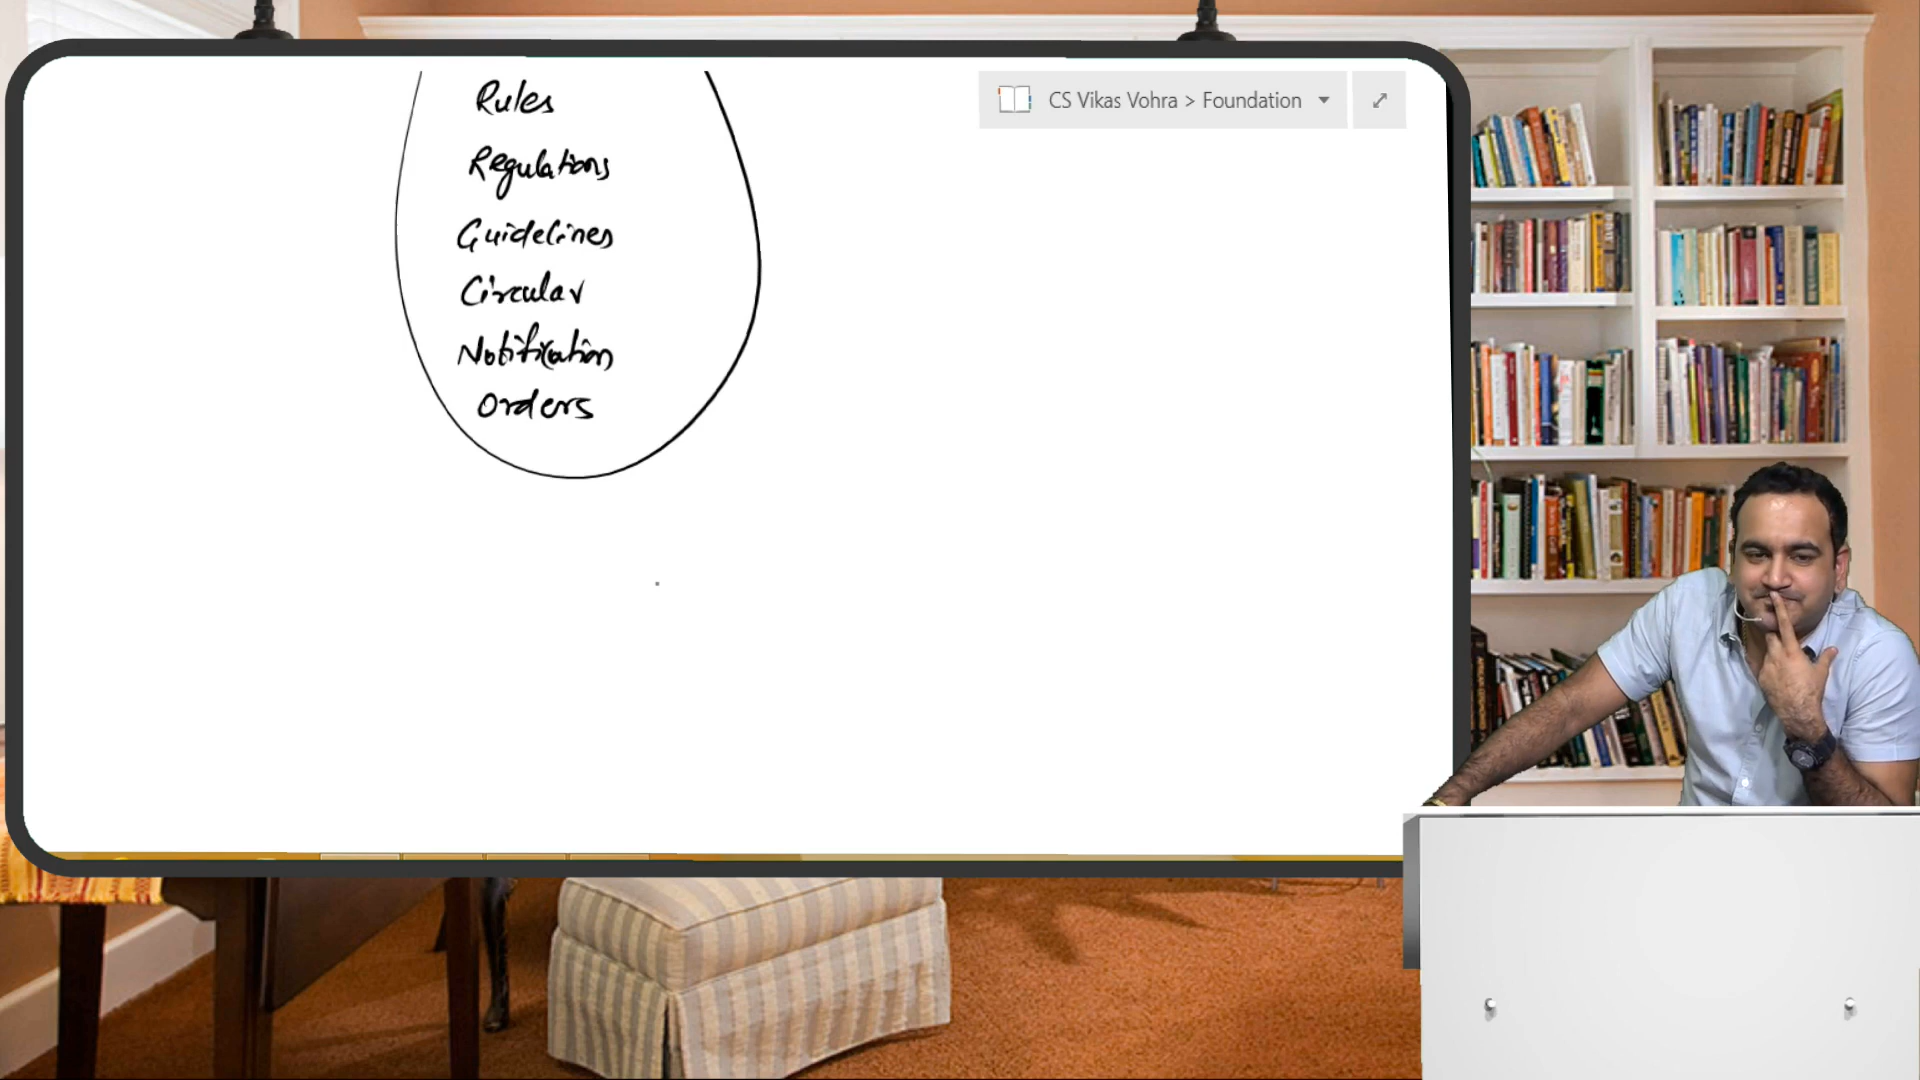 CS Vikas Vohra > Foundation
Rules
Regulations
Guidelines
Circular
Notification
Orders